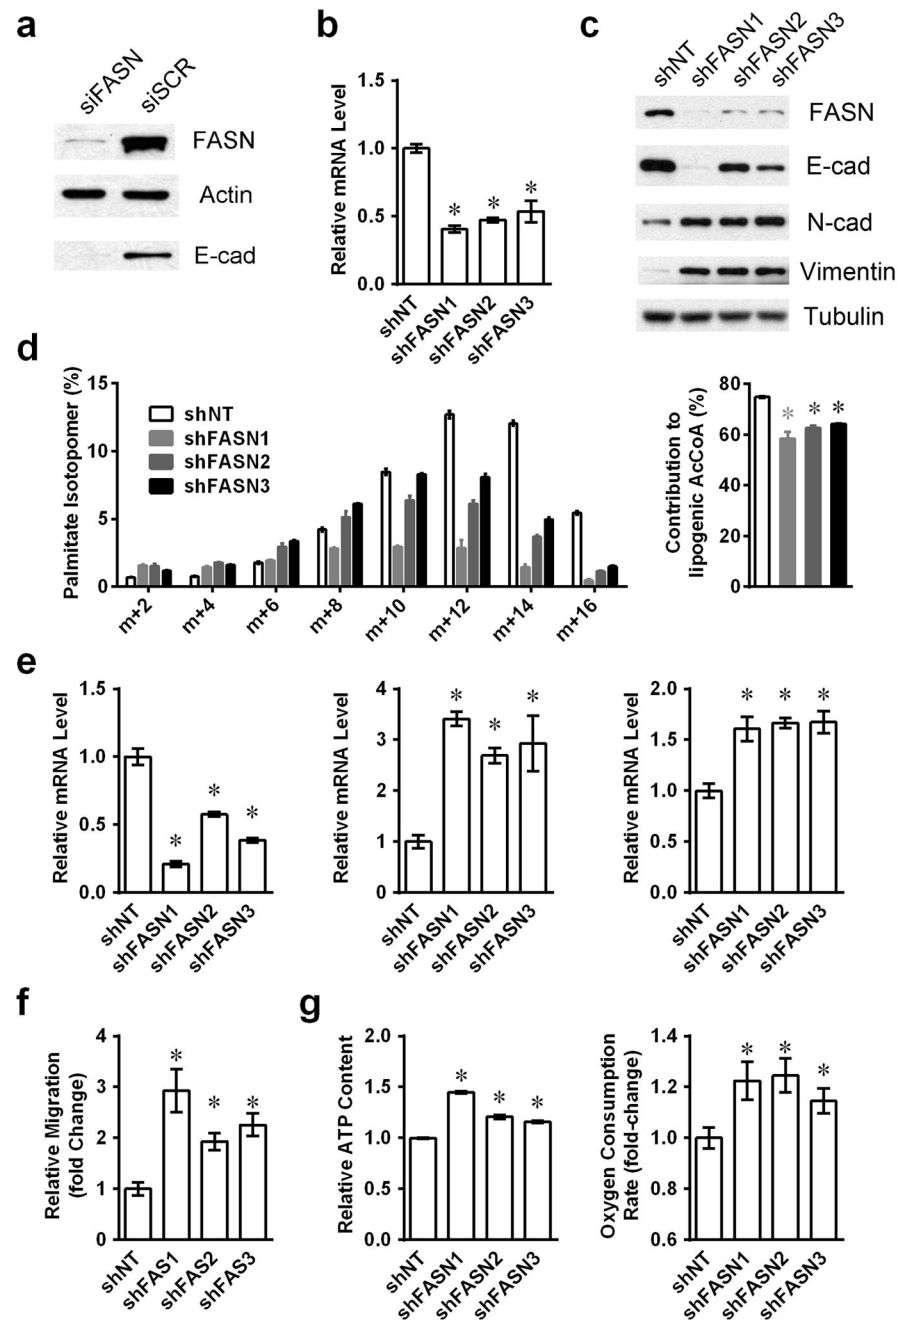 a
siFASN
siSCR
FASN
Actin
E-cad
b
Relative mRNA Level
1.5
1.0
0.5
0.0
*
*
*
shNT
shFASN1
shFASN2
shFASN3
c
shNT
shFASN1
shFASN2
shFASN3
FASN
E-cad
N-cad
Vimentin
Tubulin
d
Palmitate Isotopomer (%)
15
10
5
0
shNT
shFASN1
shFASN2
shFASN3
m+2
m+4
m+6
m+8
m+10
m+12
m+14
m+16
Contribution to
lipogenic AcCoA (%)
80
60
40
20
0
*
*
*
e
Relative mRNA Level
1.5
1.0
0.5
0.0
*
*
*
shNT
shFASN1
shFASN2
shFASN3
Relative mRNA Level
4
3
2
1
0
*
*
*
shNT
shFASN1
shFASN2
shFASN3
Relative mRNA Level
2.0
1.5
1.0
0.5
0.0
*
*
*
shNT
shFASN1
shFASN2
shFASN3
f
Relative Migration
(fold Change)
4
3
2
1
0
*
*
*
shNT
shFAS1
shFAS2
shFAS3
g
Relative ATP Content
2.0
1.5
1.0
0.5
0.0
*
*
*
shNT
shFASN1
shFASN2
shFASN3
Oxygen Consumption
Rate (fold-change)
1.4
1.2
1.0
0.8
0.6
*
*
*
shNT
shFASN1
shFASN2
shFASN3